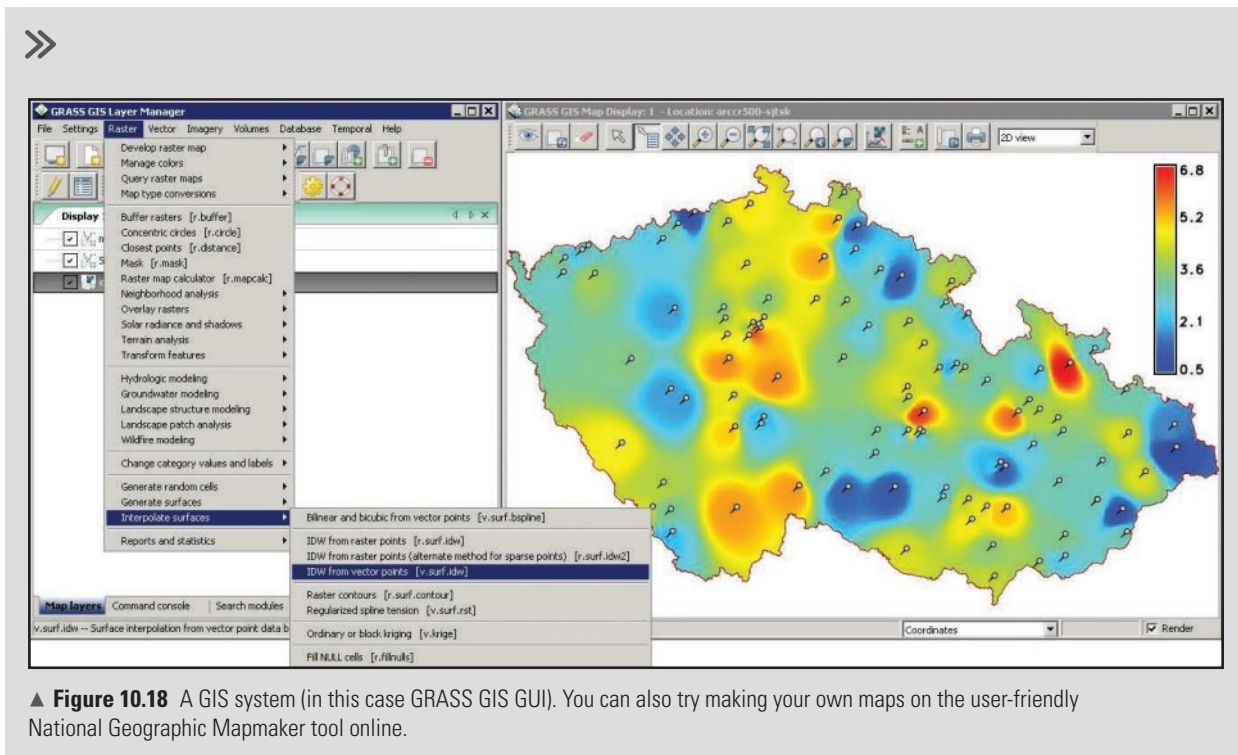 GRASS GIS Layer Manager
File Settings Raster Vector Imagery Volumes Database Temporal Help
Develop raster map
Manage colors
Query raster maps
Map type conversions
Display
Buffer rasters [r.buffer]
Concentric circles [r.circle]
Closest points [r.distance]
Mask [r.mask]
Raster map calculator [r.mapcalc]
Neighborhood analysis
Overlay rasters
Solar radiance and shadows
Terrain analysis
Transform features
Hydrologic modeling
Groundwater modeling
Landscape structure modeling
Landscape patch analysis
Wildfire modeling
Change category values and labels
Generate random cells
Generate surfaces
Interpolate surfaces
Reports and statistics
Bilinear and bicubic from vector points [v.surf.bspline]
IDW from raster points [r.surf.idw]
IDW from raster points (alternate method for sparse points) [r.surf.idw2]
IDW from vector points [v.surf.idw]
Raster contours [r.surf.contour]
Regularized spline tension [v.surf.rst]
Ordinary or block kriging [v.krige]
Fill NULL cells [r.fillnulls]
Map layers Command console Search modules
v.surf.idw -- Surface interpolation from vector point data b
GRASS GIS Map Display: 1 - Location: arccr500-sjtsk
2D view
6.8
5.2
3.6
2.1
0.5
Coordinates
Render
▲ Figure 10.18 A GIS system (in this case GRASS GIS GUI). You can also try making your own maps on the user-friendly
National Geographic Mapmaker tool online.